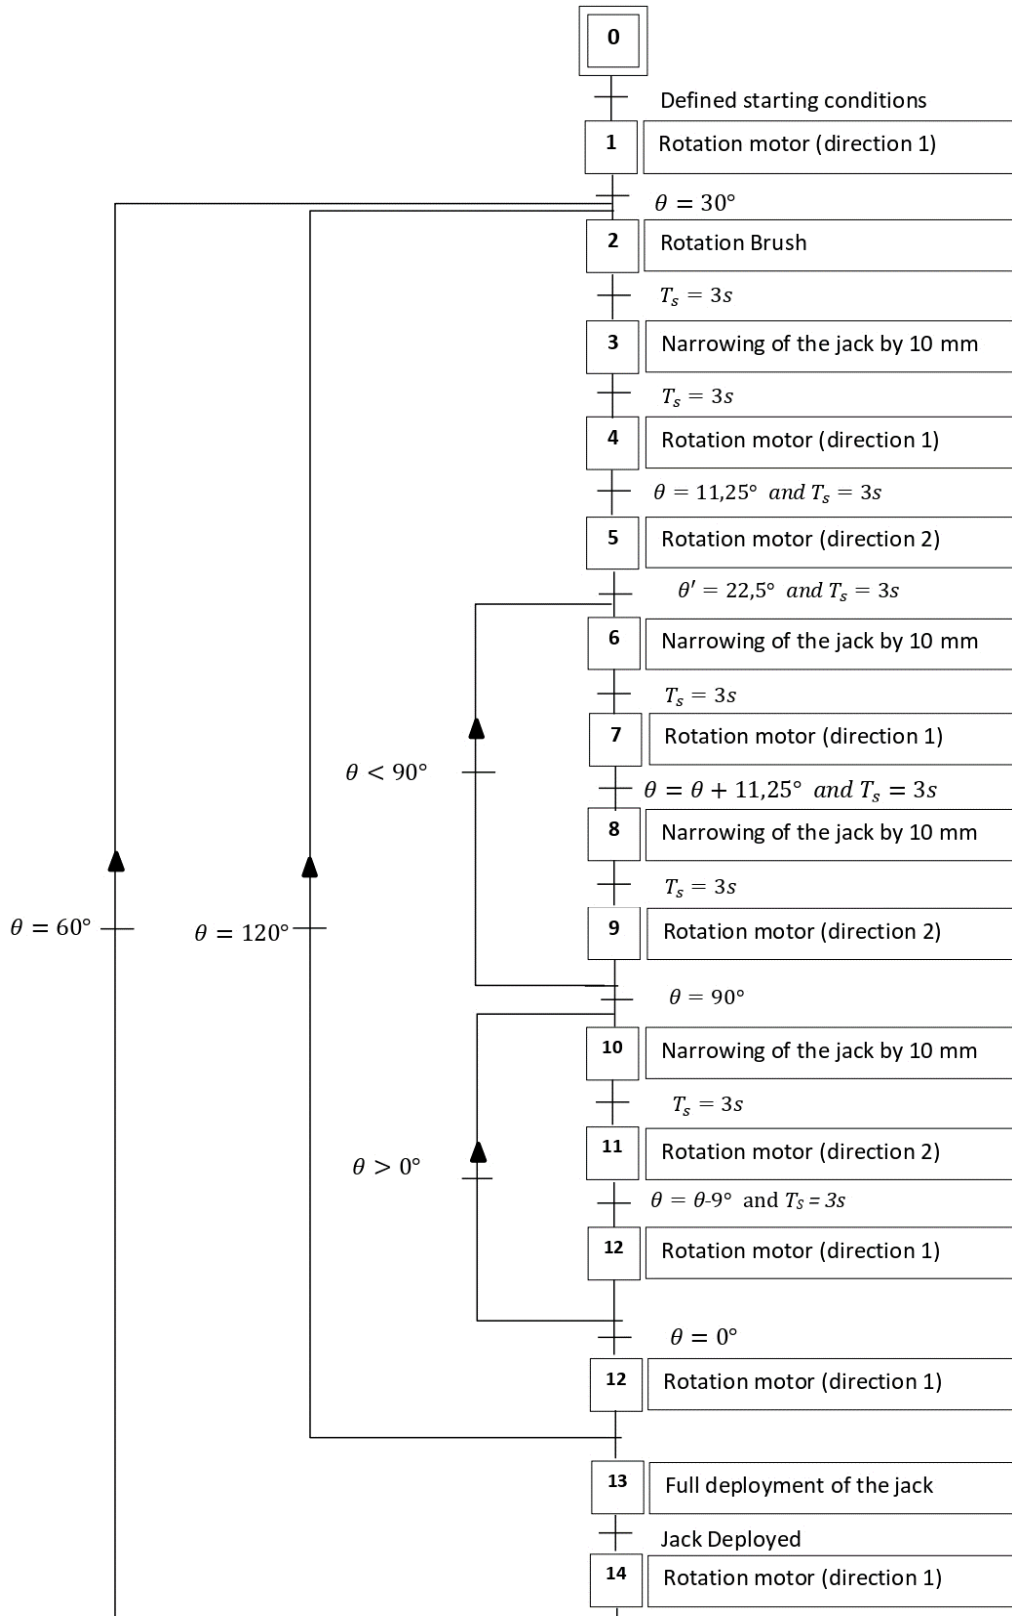 0
Defined starting conditions
1 Rotation motor (direction 1)
θ = 30°
2 Rotation Brush
T_s = 3s
3 Narrowing of the jack by 10 mm
T_s = 3s
4 Rotation motor (direction 1)
θ = 11,25° and T_s = 3s
5 Rotation motor (direction 2)
θ′ = 22,5° and T_s = 3s
6 Narrowing of the jack by 10 mm
T_s = 3s
7 Rotation motor (direction 1)
θ < 90°
θ = θ + 11,25° and T_s = 3s
8 Narrowing of the jack by 10 mm
T_s = 3s
θ = 60°
θ = 120°
9 Rotation motor (direction 2)
θ = 90°
10 Narrowing of the jack by 10 mm
T_s = 3s
11 Rotation motor (direction 2)
θ > 0°
θ = θ-9° and T_s = 3s
12 Rotation motor (direction 1)
θ = 0°
12 Rotation motor (direction 1)
13 Full deployment of the jack
Jack Deployed
14 Rotation motor (direction 1)